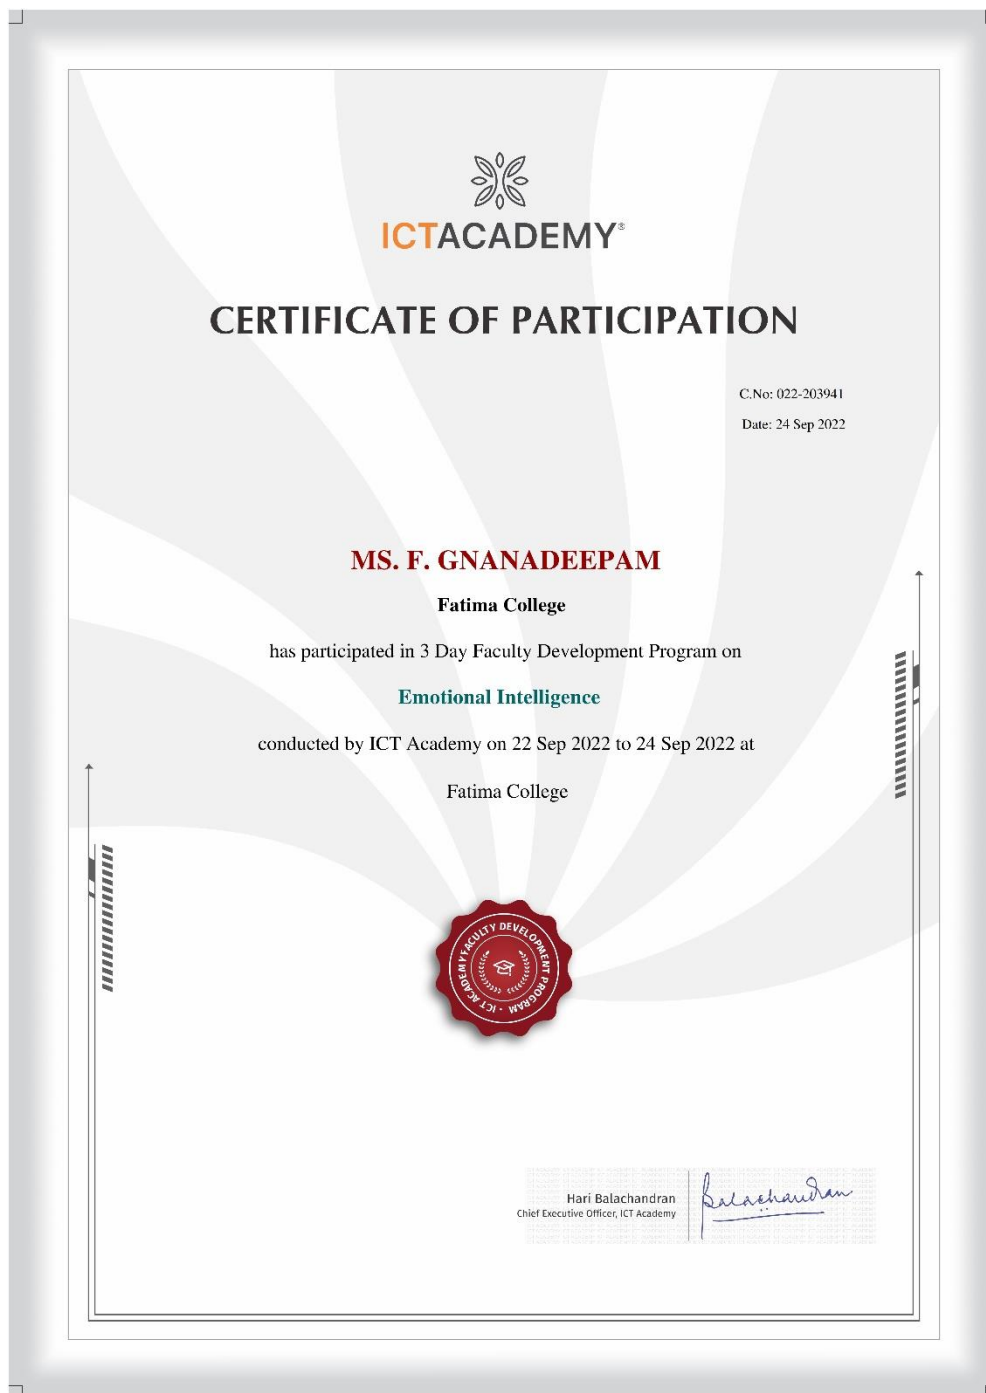 ICTACADEMY®
CERTIFICATE OF PARTICIPATION
C.No: 022-203941
Date: 24 Sep 2022
MS. F. GNANADEEPAM
Fatima College
has participated in 3 Day Faculty Development Program on
Emotional Intelligence
conducted by ICT Academy on 22 Sep 2022 to 24 Sep 2022 at
Fatima College
ICT ACADEMY FACULTY DEVELOPMENT PROGRAM -
Hari Balachandran
Chief Executive Officer, ICT Academy
Balachandran